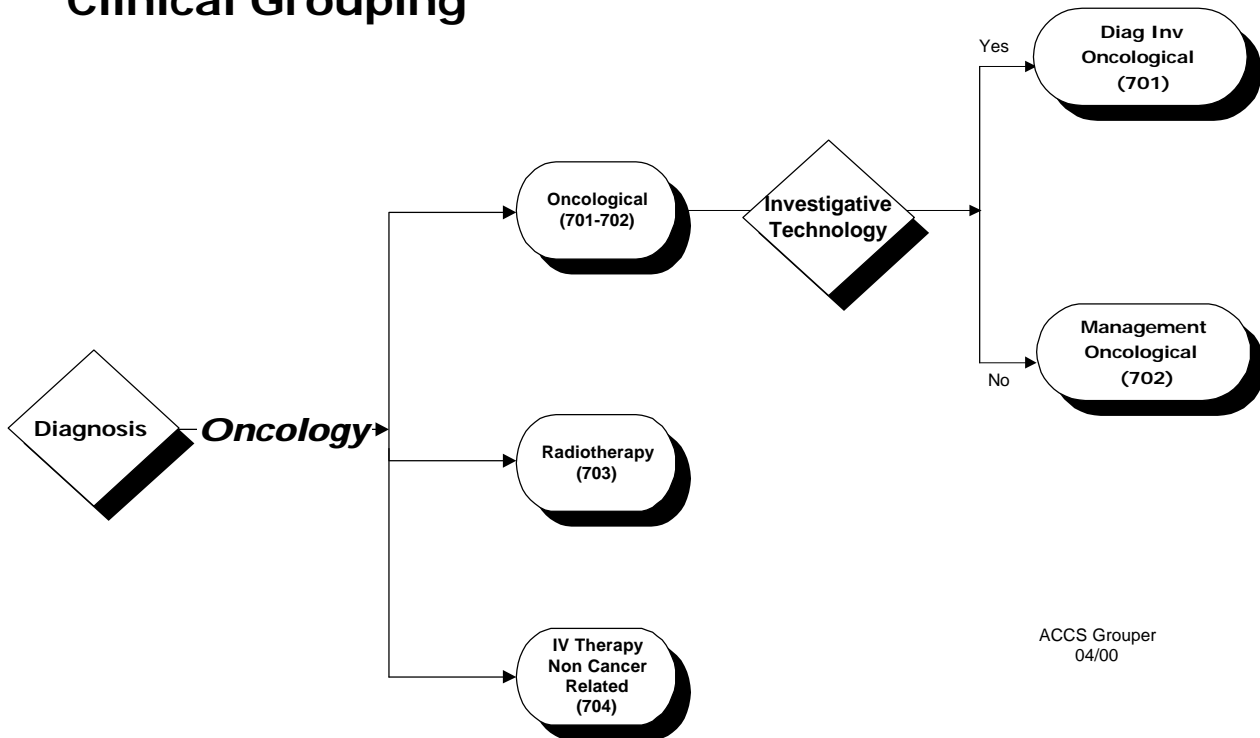 Clinical Grouping
Diag Inv
Oncological
(701)
Yes
Oncological
(701-702)
Investigative
Technology
Management
Oncological
(702)
No
Diagnosis
Oncology
Radiotherapy
(703)
IV Therapy
Non Cancer
Related
(704)
ACCS Grouper
04/00